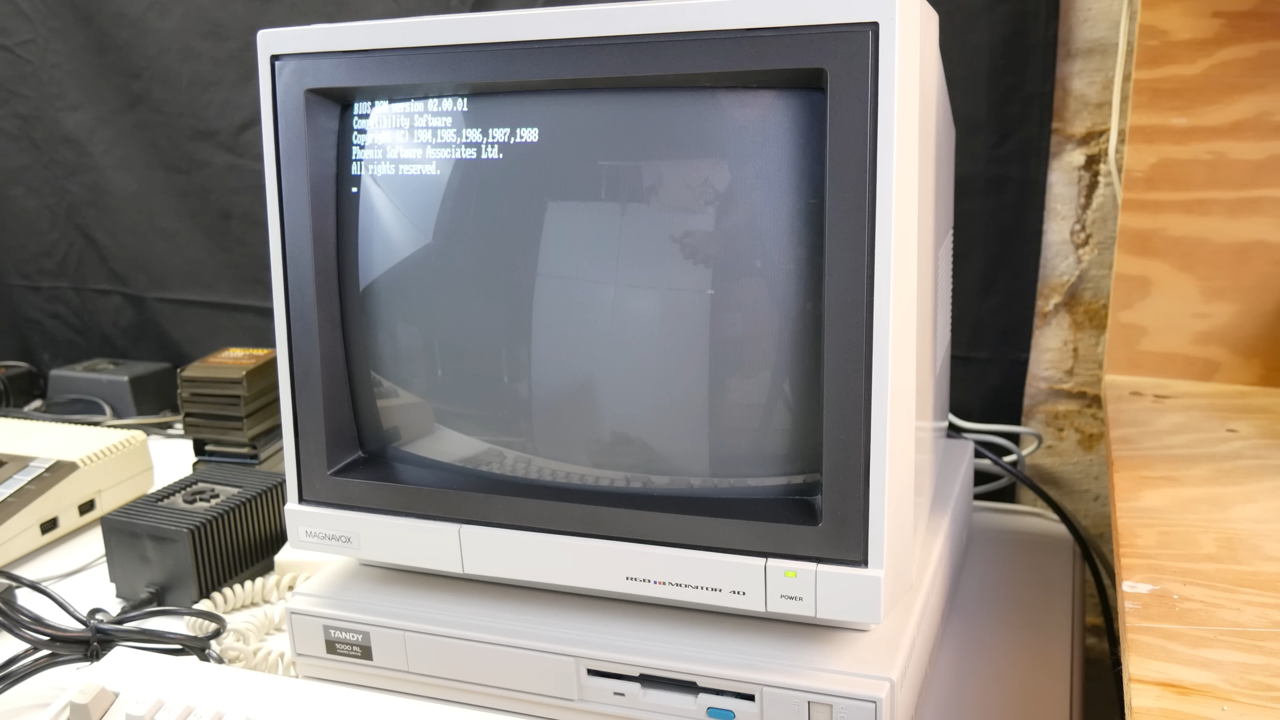 BIOS ROM version 02.00.01
Compatibility Software
Copyright (C) 1984,1985,1986,1987,1988
Phoenix Software Associates Ltd.
All rights reserved.
MAGNAVOX
RGB MONITOR 40
POWER
TANDY
1000 RL